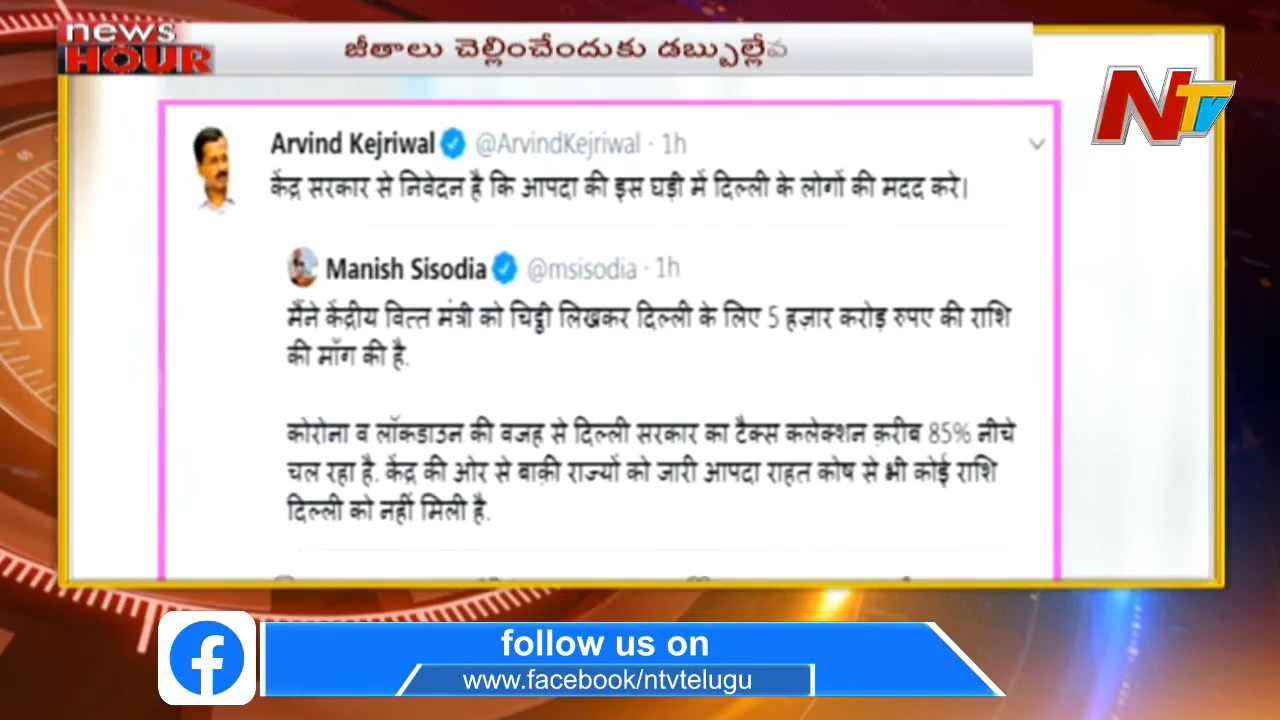 news
HOUR
జీతాలు చెల్లించేందుకు డబ్బుల్లేవ
NTV
Arvind Kejriwal @ArvindKejriwal · 1h
केंद्र सरकार से निवेदन है कि आपदा की इस घड़ी में दिल्ली के लोगों की मदद करे।
Manish Sisodia @msisodia · 1h
मैंने केंद्रीय वित्त मंत्री को चिट्ठी लिखकर दिल्ली के लिए 5 हज़ार करोड़ रुपए की राशि
की माँग की है.
कोरोना व लॉकडाउन की वजह से दिल्ली सरकार का टैक्स कलेक्शन क़रीब 85% नीचे
चल रहा है. केंद्र की ओर से बाक़ी राज्यों को जारी आपदा राहत कोष से भी कोई राशि
दिल्ली को नहीं मिली है.
follow us on
www.facebook/ntvtelugu